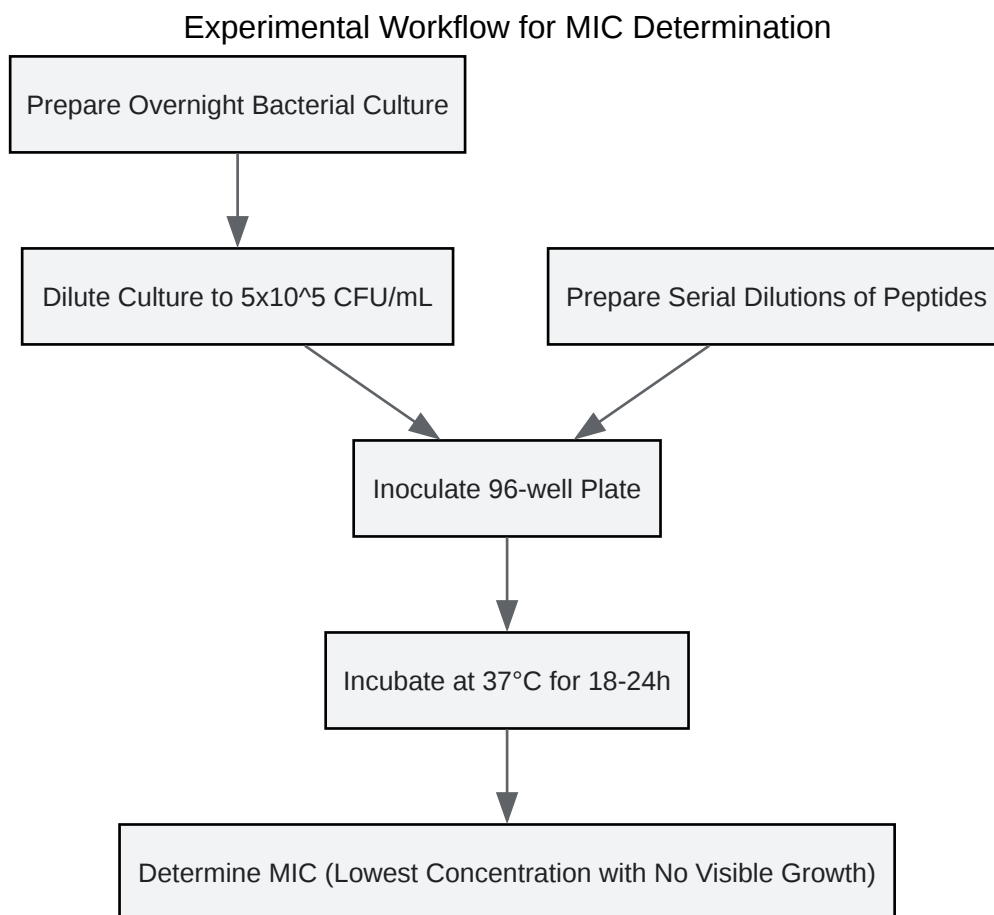 Experimental Workflow for MIC Determination
Prepare Overnight Bacterial Culture
Dilute Culture to 5x10^5 CFU/mL
Prepare Serial Dilutions of Peptides
Inoculate 96-well Plate
Incubate at 37°C for 18-24h
Determine MIC (Lowest Concentration with No Visible Growth)